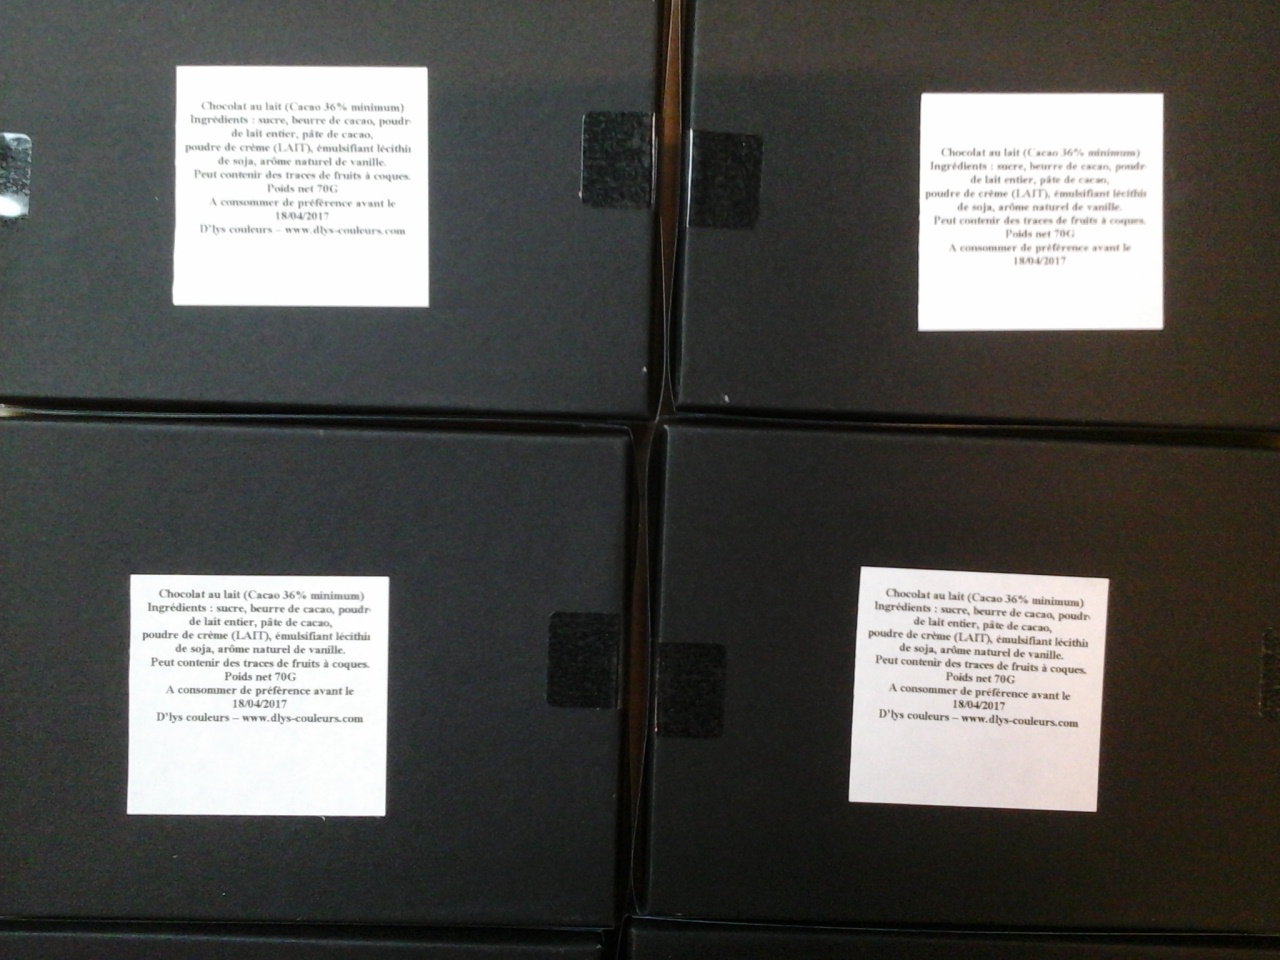 Chocolat au lait (Cacao 36% minimum)
Ingrédients : sucre, beurre de cacao, poudr
de lait entier, pâte de cacao,
poudre de crème (LAIT), émulsifiant lécithin
de soja, arôme naturel de vanille.
Peut contenir des traces de fruits à coques.
Poids net 70G
A consommer de préférence avant le
18/04/2017
D'lys couleurs – www.dlys-couleurs.com
Chocolat au lait (Cacao 36% minimum)
Ingrédients : sucre, beurre de cacao, poudr
de lait entier, pâte de cacao,
poudre de crème (LAIT), émulsifiant lécithin
de soja, arôme naturel de vanille.
Peut contenir des traces de fruits à coques.
Poids net 70G
A consommer de préférence avant le
18/04/2017
Chocolat au lait (Cacao 36% minimum)
Ingrédients : sucre, beurre de cacao, poudr
de lait entier, pâte de cacao,
poudre de crème (LAIT), émulsifiant lécithin
de soja, arôme naturel de vanille.
Peut contenir des traces de fruits à coques.
Poids net 70G
A consommer de préférence avant le
18/04/2017
D'lys couleurs – www.dlys-couleurs.com
Chocolat au lait (Cacao 36% minimum)
Ingrédients : sucre, beurre de cacao, poudr
de lait entier, pâte de cacao,
poudre de crème (LAIT), émulsifiant lécithin
de soja, arôme naturel de vanille.
Peut contenir des traces de fruits à coques.
Poids net 70G
A consommer de préférence avant le
18/04/2017
D'lys couleurs – www.dlys-couleurs.com